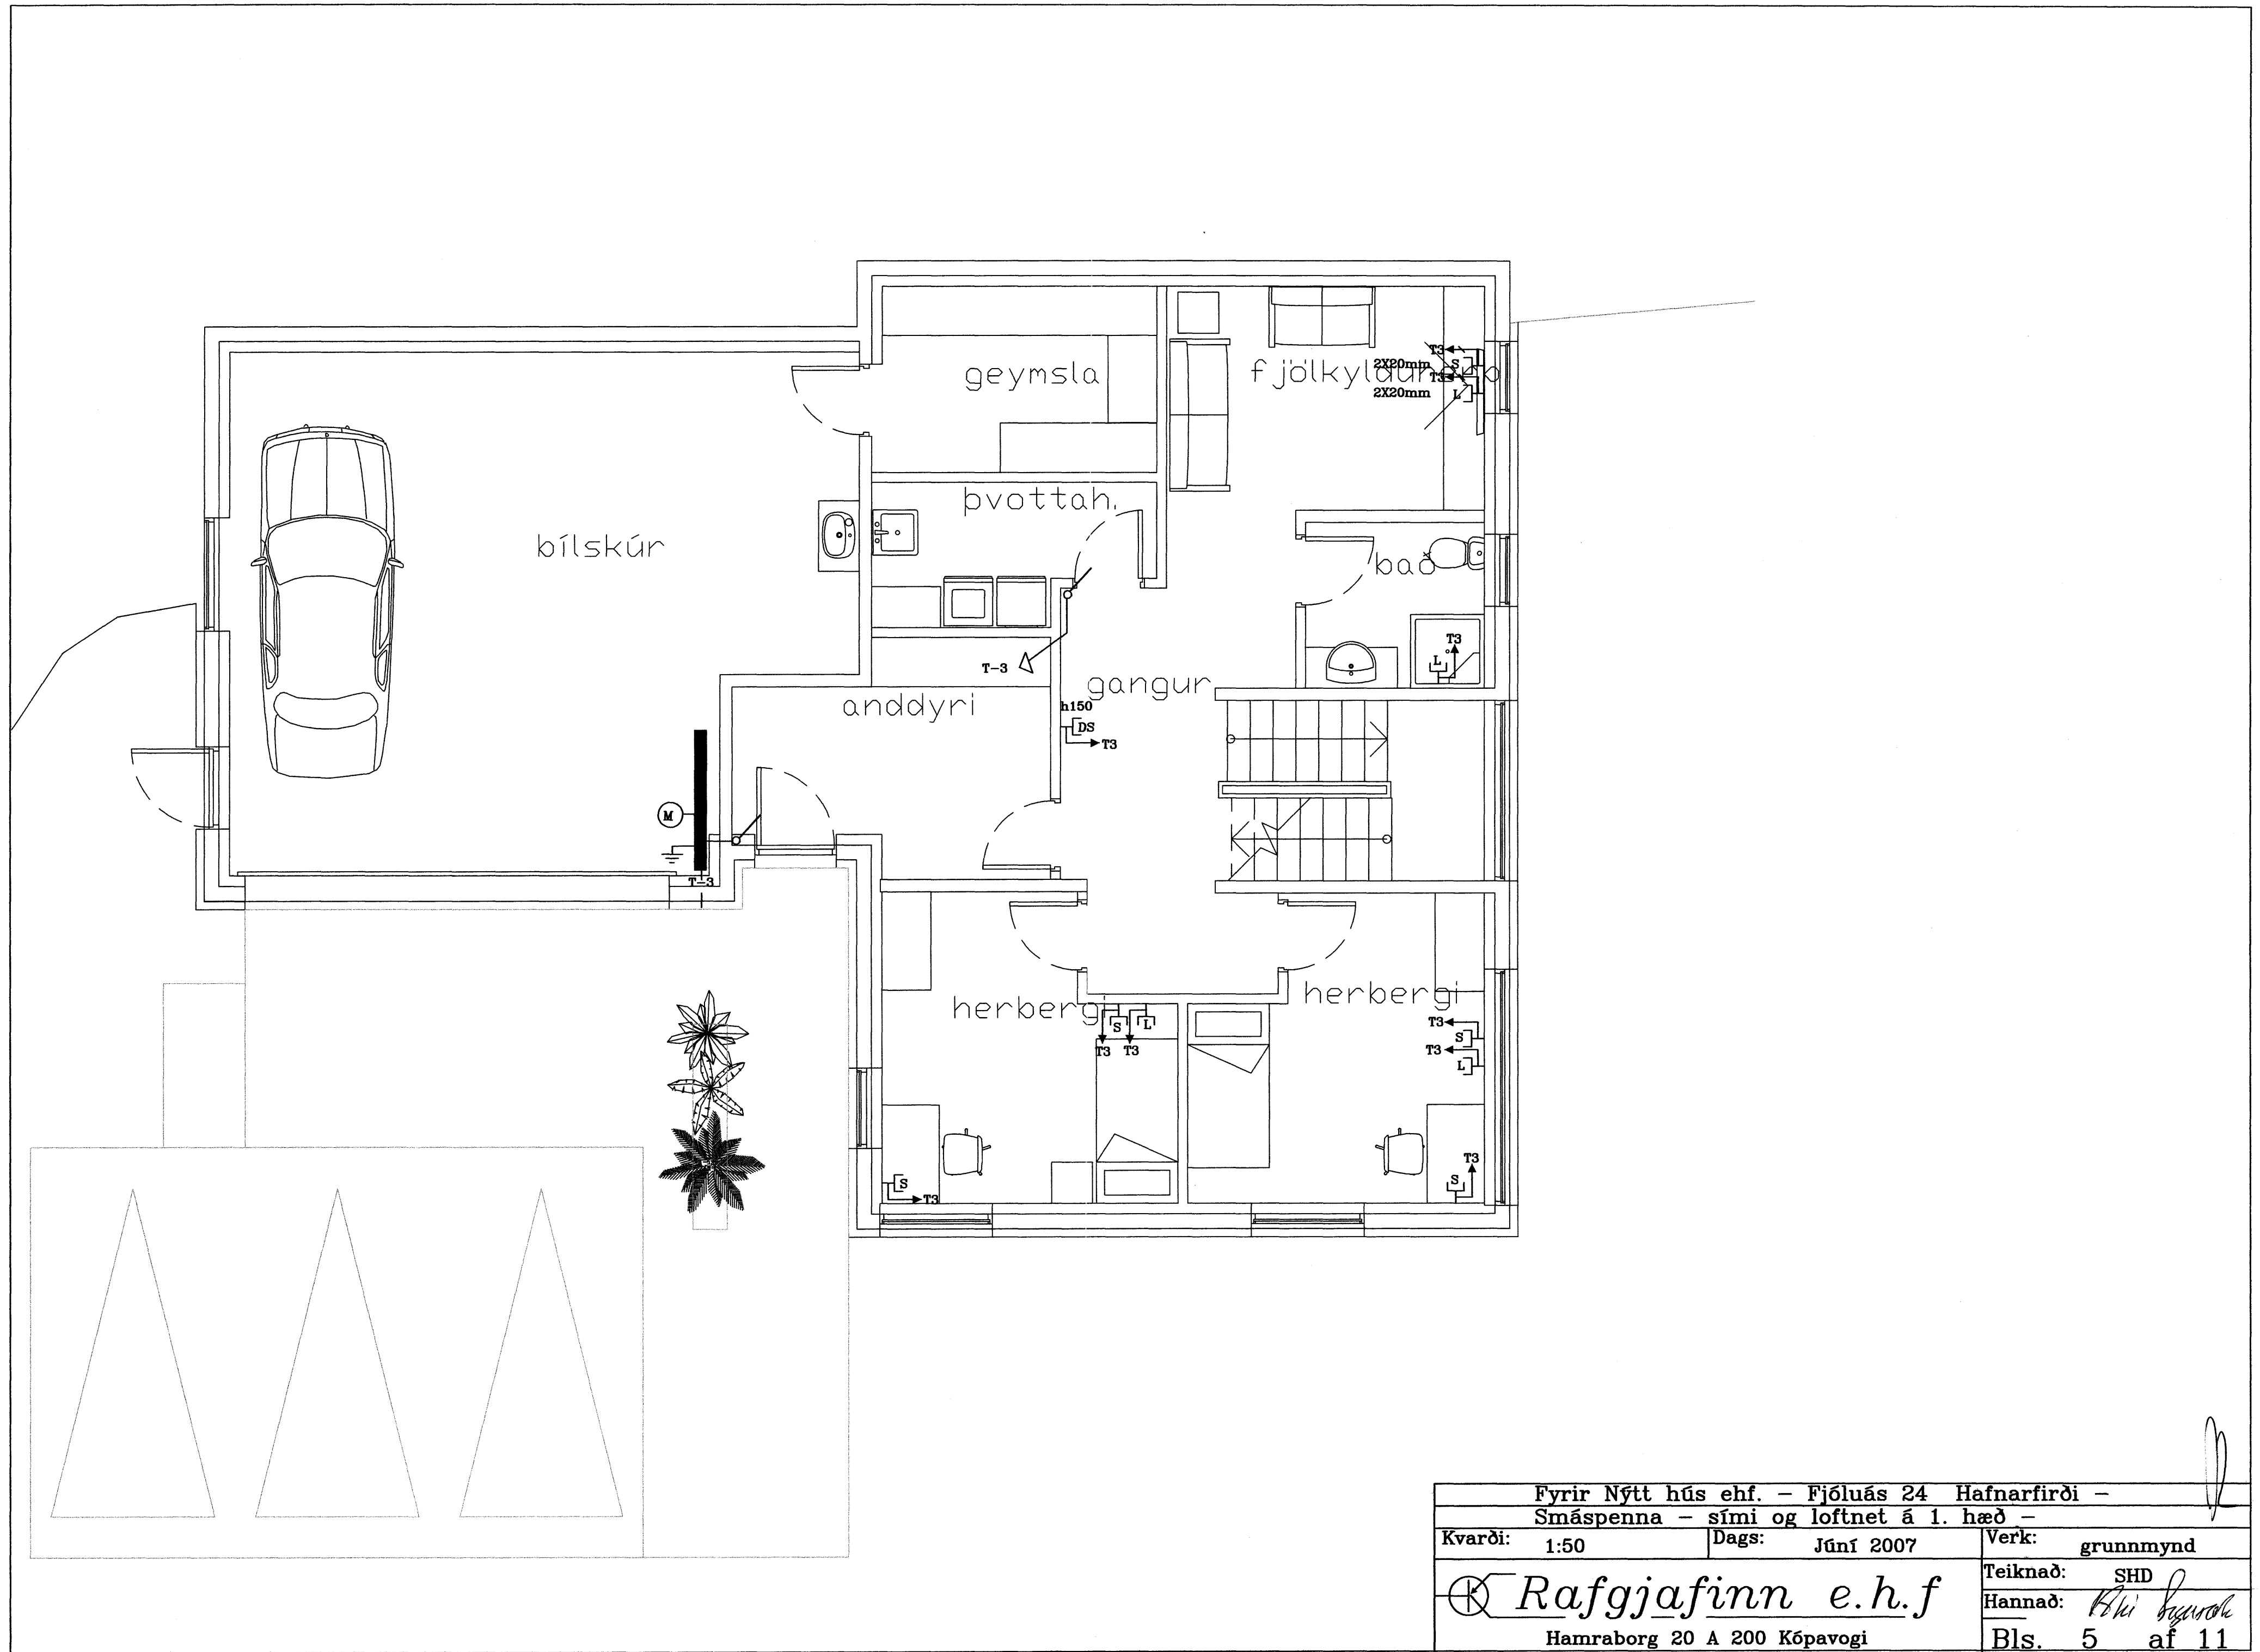 T3
2X20mm
S
geymsla
T3
2X20mm
L
þvottah.
bílskúr
bað
T3
L
T-3
gangur
anddyri
h150
DS
T3
M
T-3
herbergi
herbergi
S
L
T3
T3
T3
S
T3
L
T3
S
S
T3
Fyrir Nýtt hús ehf. - Fjóluás 24 Hafnarfirði -
Smáspenna - sími og loftnet á 1. hæð -
Kvarði: 1:50 Dags: Júní 2007 Verk: grunnmynd
Teiknað: SHD
Rafgjafinn e.h.f
Hannað:
Hamraborg 20 A 200 Kópavogi
Bls. 5 af 11